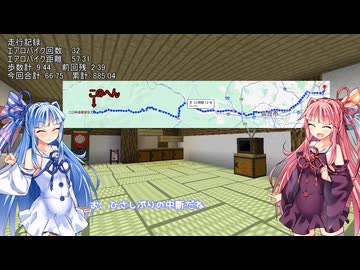 走行記録
エアロバイク回数　32
エアロバイク距離　57.31
歩数計 9.44　前回残 2.39
今回合計 66.75　累計 885.04
このへん
お、ひさしぶりの中断だね